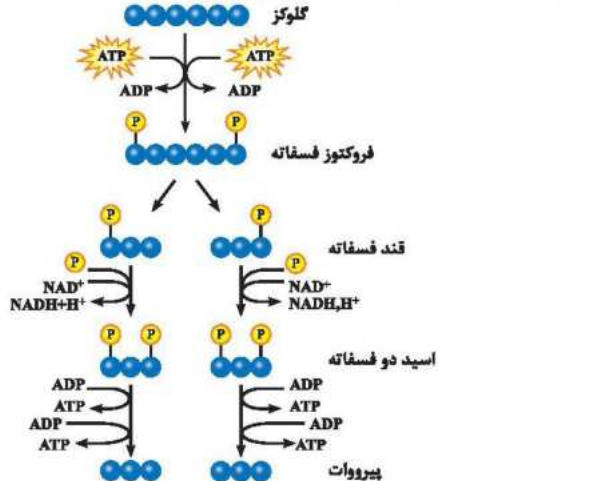 گلوکز
ATP ATP
ADP ADP
P P
فروکتوز فسفاته
P P
قند فسفاته
P P
NAD⁺ NAD⁺
NADH+H⁺ NADH,H⁺
P P P P
اسید دو فسفاته
ADP ADP
ATP ATP
ADP ADP
ATP ATP
پیرووات